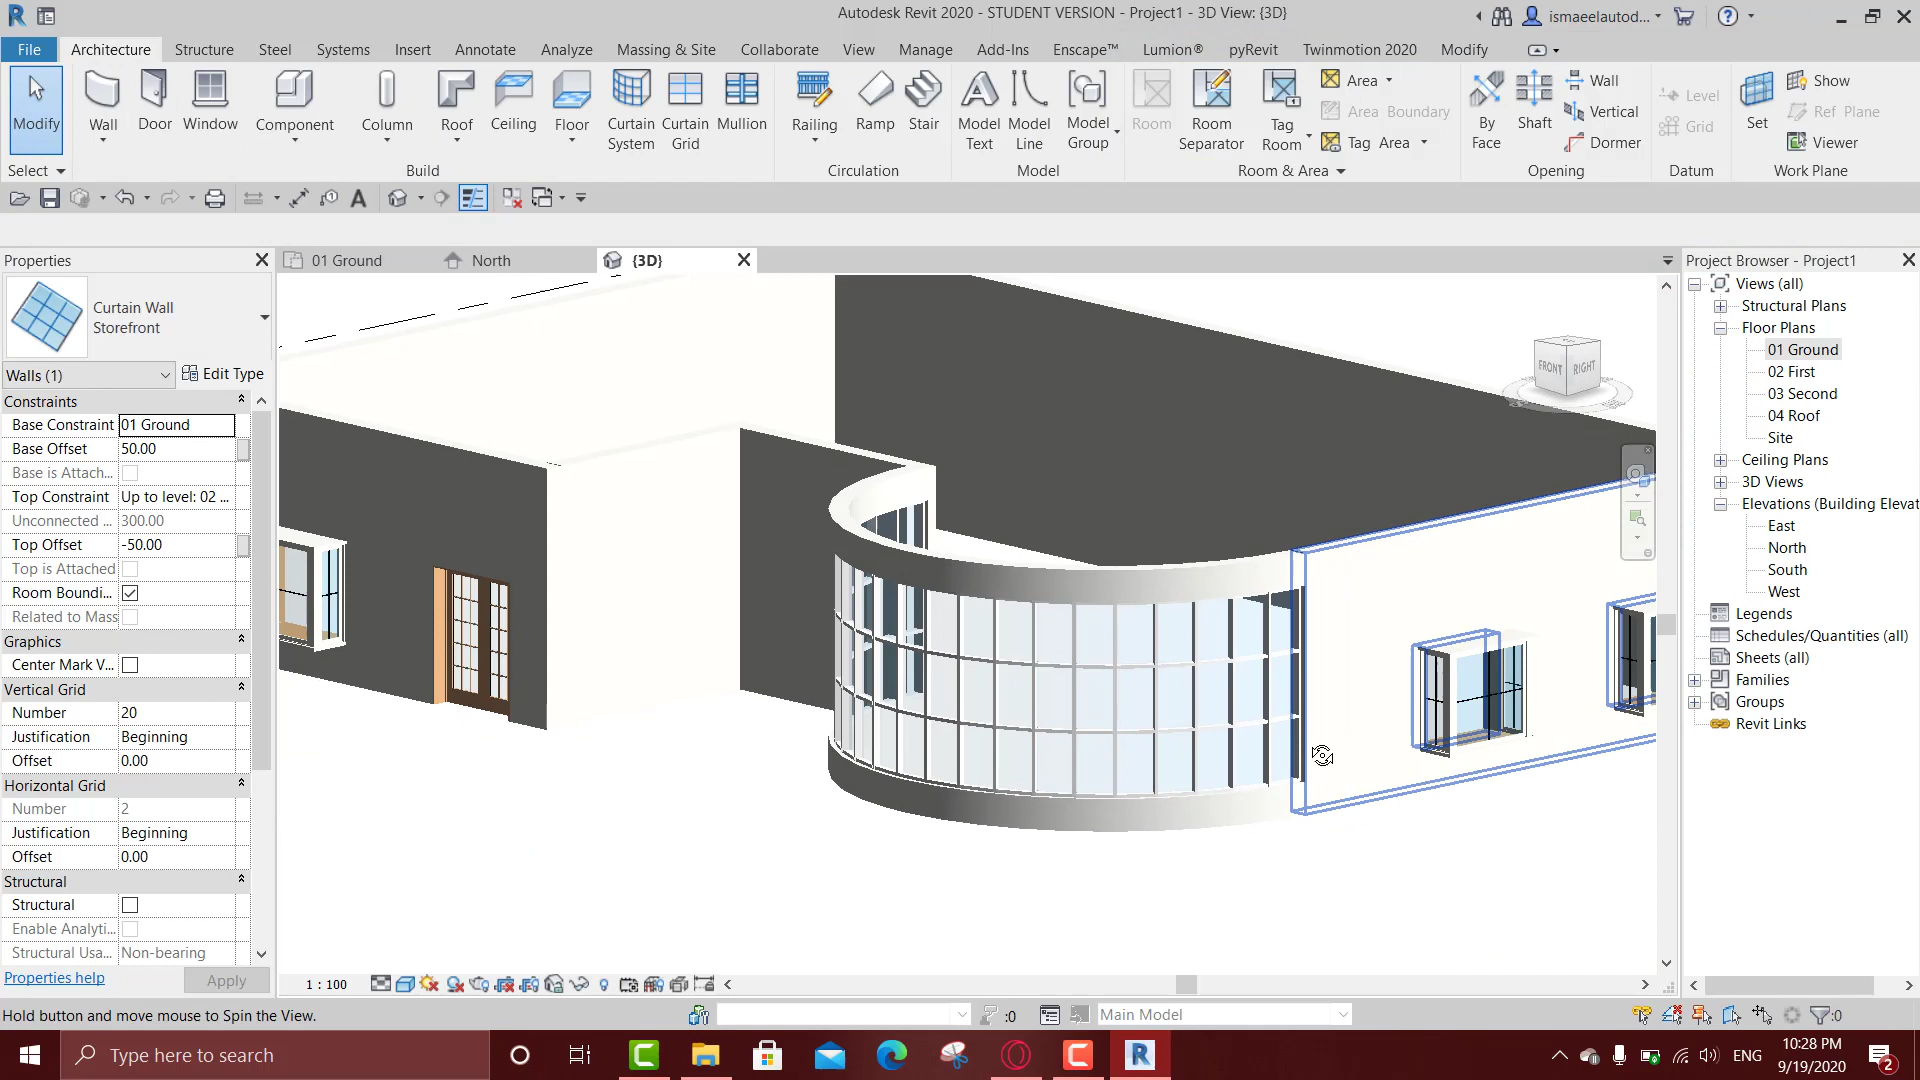 Autodesk Revit 2020 - STUDENT VERSION - Project1 - 3D View: {3D}
ismaeelautod...
File Architecture Structure Steel Systems Insert Annotate Analyze Massing & Site Collaborate View Manage Add-Ins Enscape™ Lumion® pyRevit Twinmotion 2020 Modify
Modify
Wall
Door
Window
Component
Column
Roof
Ceiling
Floor
Curtain System
Curtain Grid
Mullion
Railing
Ramp
Stair
Model Text
Model Line
Model Group
Room
Room Separator
Tag Room
Area
Area Boundary
Tag Area
By Face
Shaft
Wall
Vertical
Dormer
Level
Grid
Set
Show
Ref Plane
Viewer
Select Build Circulation Model Room & Area Opening Datum Work Plane
Properties
01 Ground North {3D}
Project Browser - Project1
Curtain Wall
Storefront
Walls (1) Edit Type
Constraints
Base Constraint 01 Ground
Base Offset 50.00
Base is Attach...
Top Constraint Up to level: 02 ...
Unconnected ... 300.00
Top Offset -50.00
Top is Attached
Room Boundi...
Related to Mass
Graphics
Center Mark V...
Vertical Grid
Number 20
Justification Beginning
Offset 0.00
Horizontal Grid
Number 2
Justification Beginning
Offset 0.00
Structural
Structural
Enable Analyti...
Structural Usa... Non-bearing
Properties help Apply
FRONT RIGHT
Views (all)
Structural Plans
Floor Plans
01 Ground
02 First
03 Second
04 Roof
Site
Ceiling Plans
3D Views
Elevations (Building Elevat
East
North
South
West
Legends
Schedules/Quantities (all)
Sheets (all)
Families
Groups
Revit Links
1 : 100
Hold button and move mouse to Spin the View.
:0
Main Model
:0
Type here to search
ENG
10:28 PM
9/19/2020
2